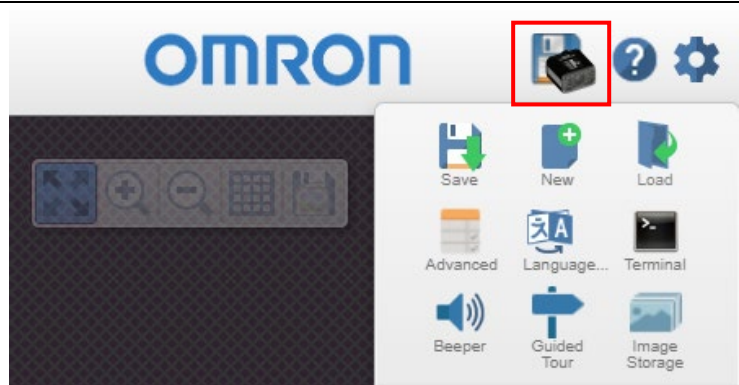 OMRON
Save New Load
Advanced Language... Terminal
Beeper Guided Tour Image Storage